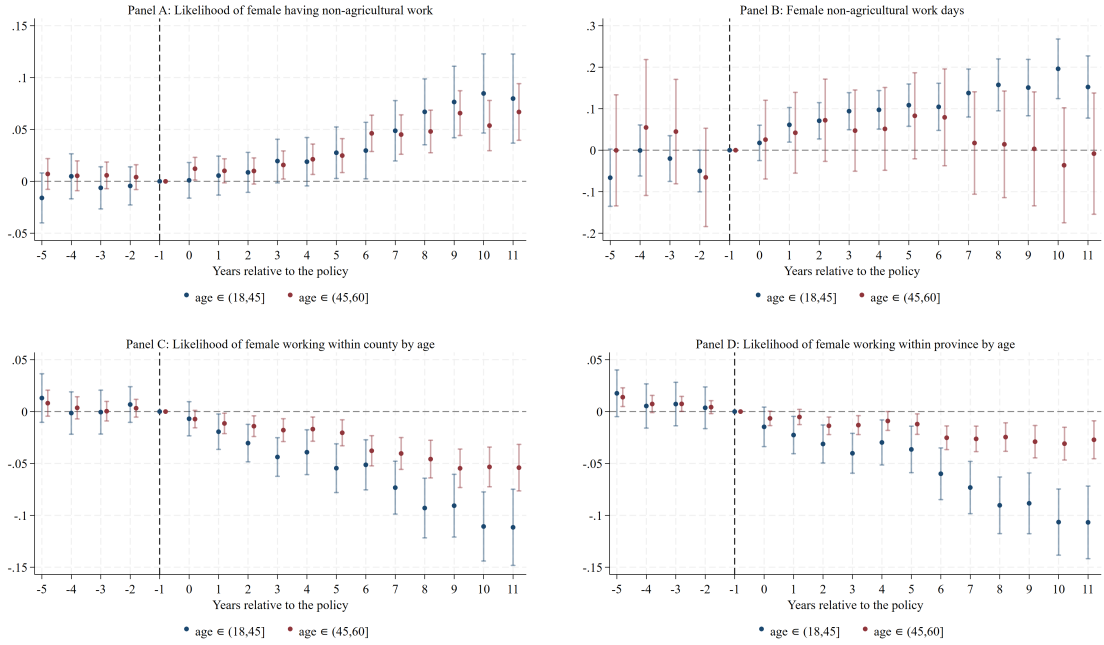 Panel A: Likelihood of female having non-agricultural work
.15
.1
.05
0
-.05
-5 -4 -3 -2 -1 0 1 2 3 4 5 6 7 8 9 10 11
Years relative to the policy
age ∈ (18,45] age ∈ (45,60]
Panel B: Female non-agricultural work days
.3
.2
.1
0
-.1
-.2
-5 -4 -3 -2 -1 0 1 2 3 4 5 6 7 8 9 10 11
Years relative to the policy
age ∈ (18,45] age ∈ (45,60]
Panel C: Likelihood of female working within county by age
.05
0
-.05
-.1
-.15
-5 -4 -3 -2 -1 0 1 2 3 4 5 6 7 8 9 10 11
Years relative to the policy
age ∈ (18,45] age ∈ (45,60]
Panel D: Likelihood of female working within province by age
.05
0
-.05
-.1
-.15
-5 -4 -3 -2 -1 0 1 2 3 4 5 6 7 8 9 10 11
Years relative to the policy
age ∈ (18,45] age ∈ (45,60]